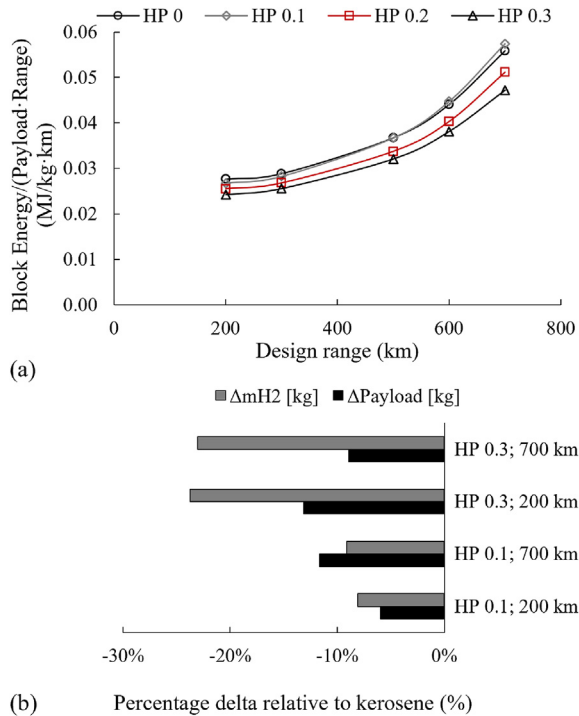 HP 0 HP 0.1 HP 0.2 HP 0.3
0.06
0.05
0.04
0.03
0.02
0.01
0.00
Block Energy/(Payload·Range)
(MJ/kg·km)
0 200 400 600 800
Design range (km)
(a)
ΔmH2 [kg] ΔPayload [kg]
HP 0.3; 700 km
HP 0.3; 200 km
HP 0.1; 700 km
HP 0.1; 200 km
-30% -20% -10% 0%
(b) Percentage delta relative to kerosene (%)